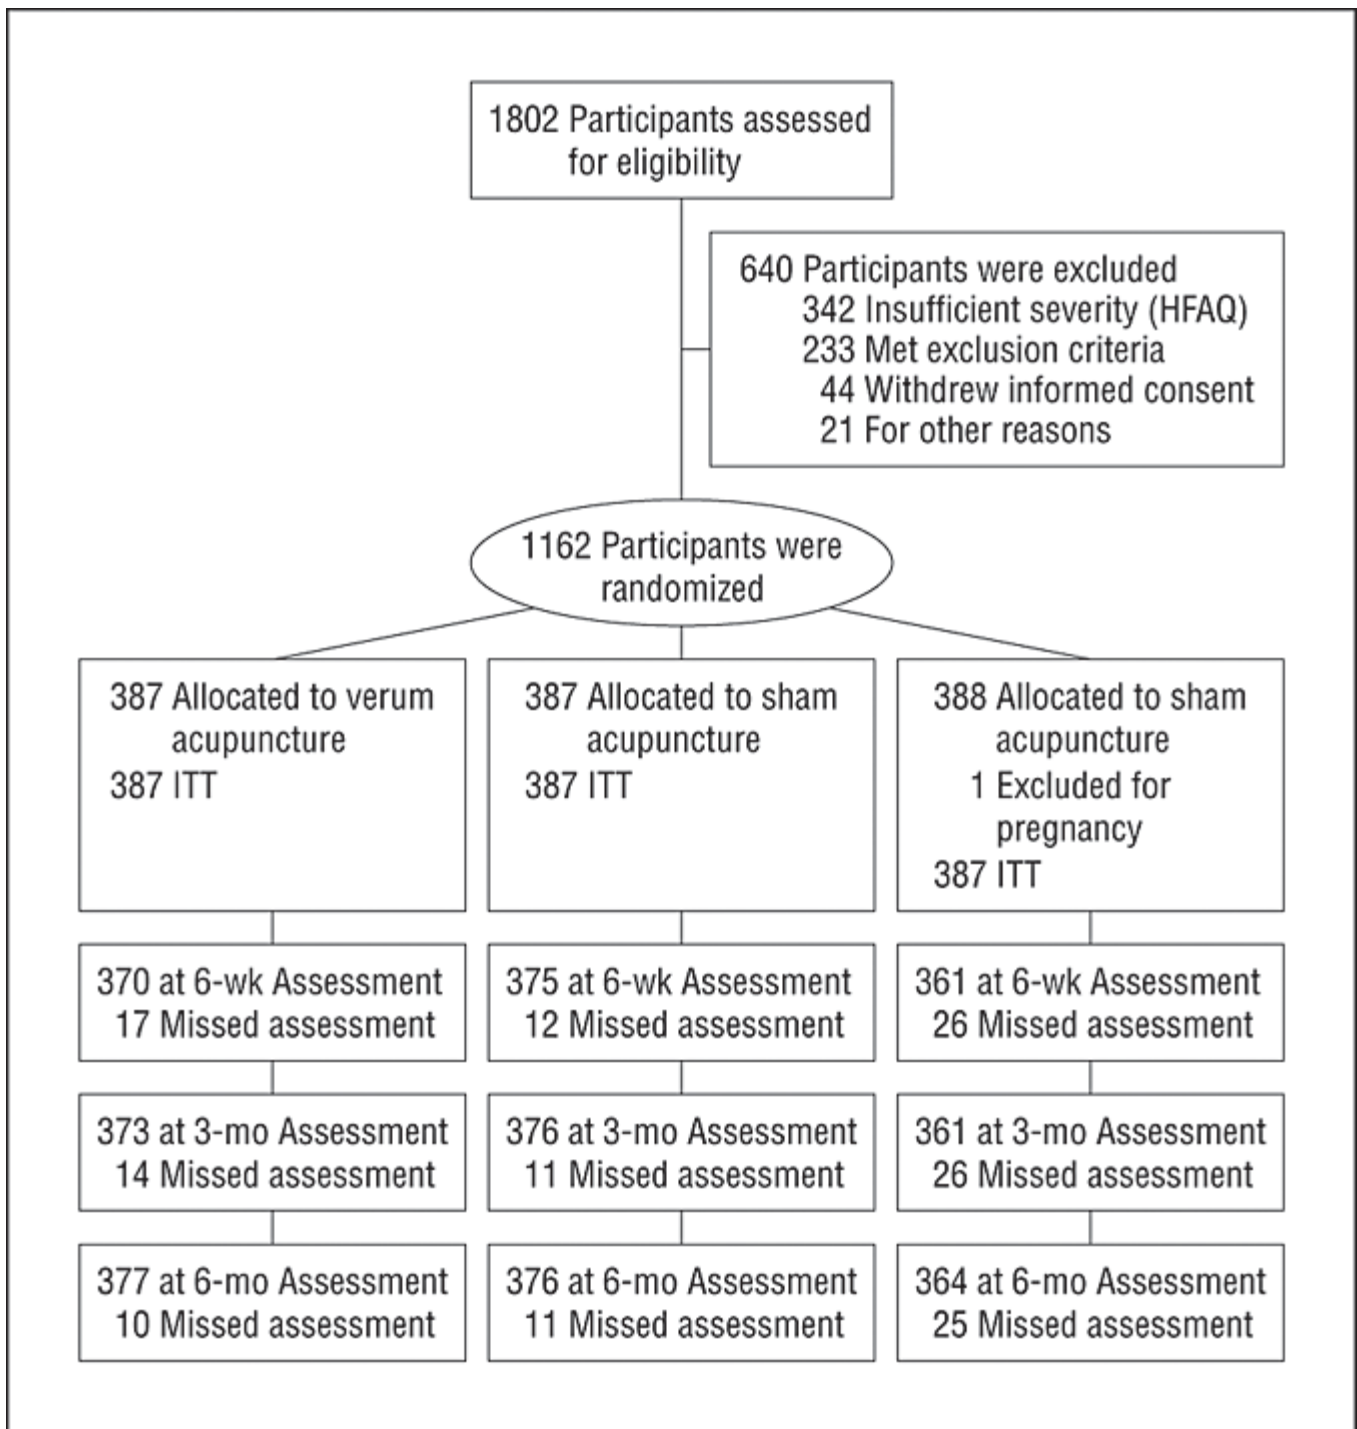 1802 Participants assessed
for eligibility
640 Participants were excluded
342 Insufficient severity (HFAQ)
233 Met exclusion criteria
44 Withdrew informed consent
21 For other reasons
1162 Participants were
randomized
387 Allocated to verum
acupuncture
387 ITT
387 Allocated to sham
acupuncture
387 ITT
388 Allocated to sham
acupuncture
1 Excluded for
pregnancy
387 ITT
370 at 6-wk Assessment
17 Missed assessment
375 at 6-wk Assessment
12 Missed assessment
361 at 6-wk Assessment
26 Missed assessment
373 at 3-mo Assessment
14 Missed assessment
376 at 3-mo Assessment
11 Missed assessment
361 at 3-mo Assessment
26 Missed assessment
377 at 6-mo Assessment
10 Missed assessment
376 at 6-mo Assessment
11 Missed assessment
364 at 6-mo Assessment
25 Missed assessment